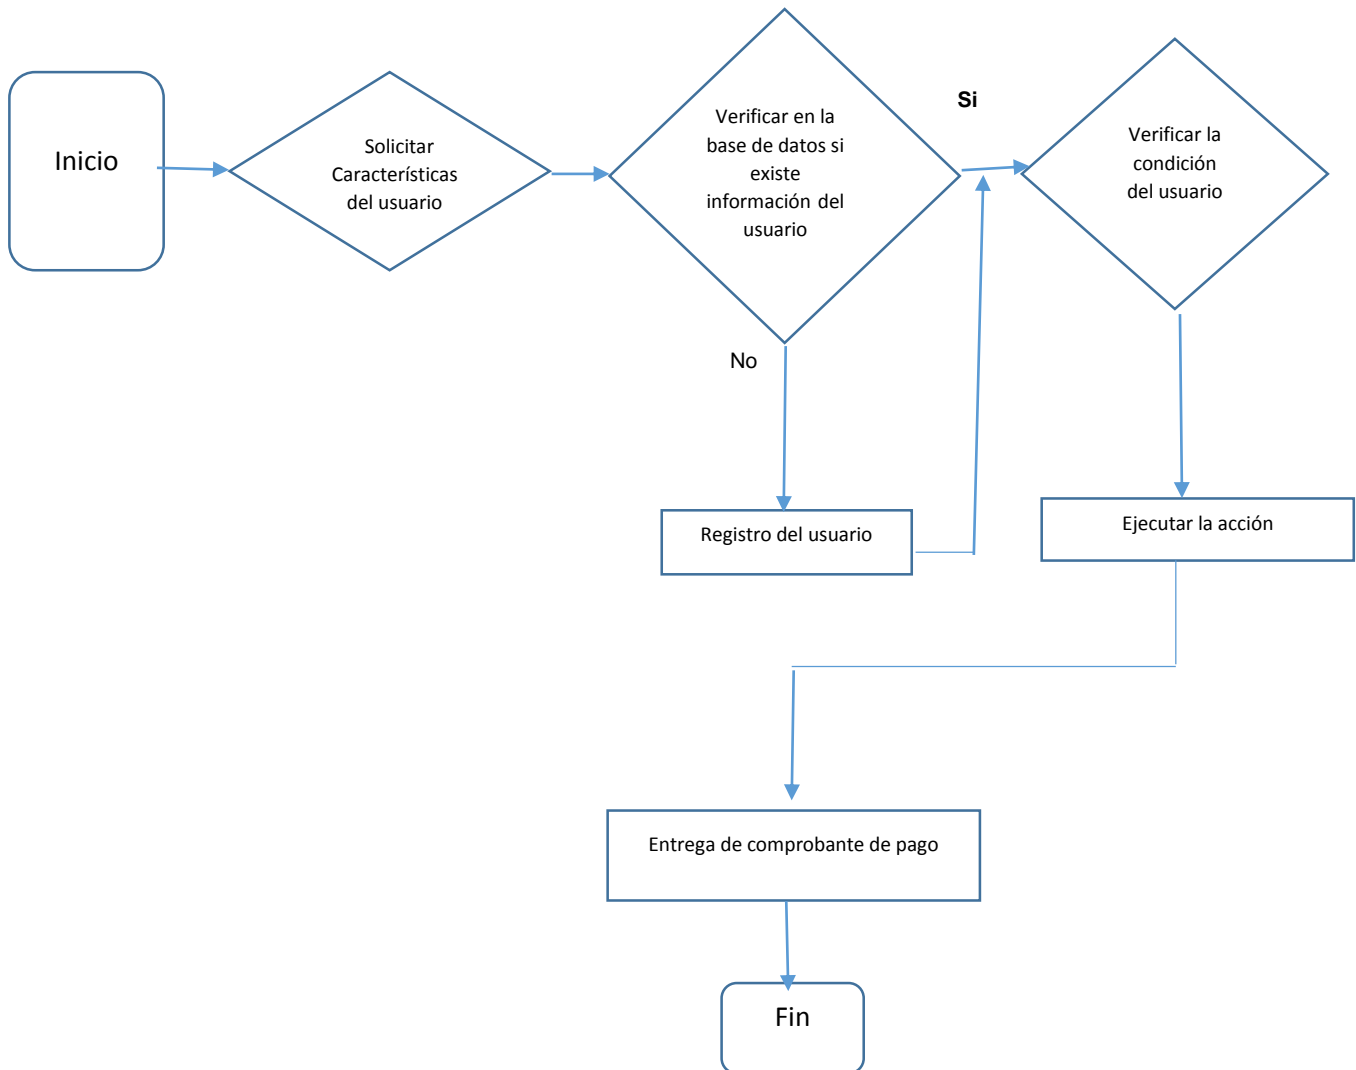 Inicio
Solicitar
Características
del usuario
Verificar en la
base de datos si
existe
información del
usuario
Si
Verificar la
condición
del usuario
No
Registro del usuario
Ejecutar la acción
Entrega de comprobante de pago
Fin